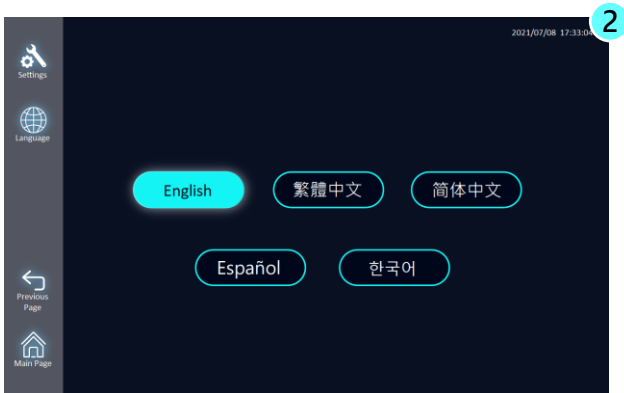 2
2021/07/08 17:33:04
Settings
Language
English
繁體中文
简体中文
Español
한국어
Previous
Page
Main Page